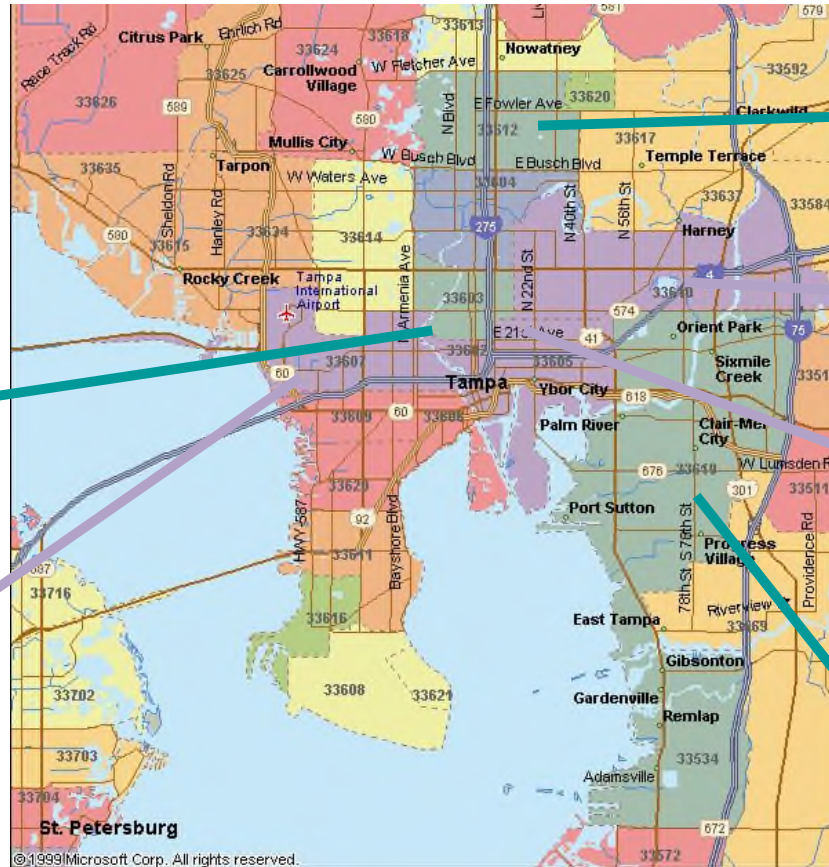 581
579
33613
Ehrlich Rd
Citrus Park
33618
33624
Nowatney
Race Track Rd
Carrollwood
Village
W Fletcher Ave
33592
33625
33620
33626
589
N Blvd
E Fowler Ave
Clarkwild
580
33612
33617
Mullis City
W Busch Blvd
E Busch Blvd
Temple Terrace
33635
Tarpon
W Waters Ave
33604
Sheldon Rd
Hanley Rd
N 40th St
N 56th St
33637
33584
580
33615
33634
33614
275
Harney
N Armenia Ave
N 22nd St
4
Rocky Creek
Tampa
International
Airport
33603
33610
574
Orient Park
75
E 21st Ave
41
33607
33602
33605
Sixmile
Creek
60
Tampa
Ybor City
618
33609
60
33606
Palm River
Clair-Mel
City
676
33619
W Lumsden R
33629
301
33511
HWY 587
92
Bayshore Blvd
Port Sutton
78th St S 78th St
Progress
Village
Providence Rd
33611
687
33716
33616
Riverview
East Tampa
33569
33608
33621
Gibsonton
33702
Gardenville
Remlap
33703
33534
Adamsville
33704
St. Petersburg
672
33572
© 1999 Microsoft Corp. All rights reserved.